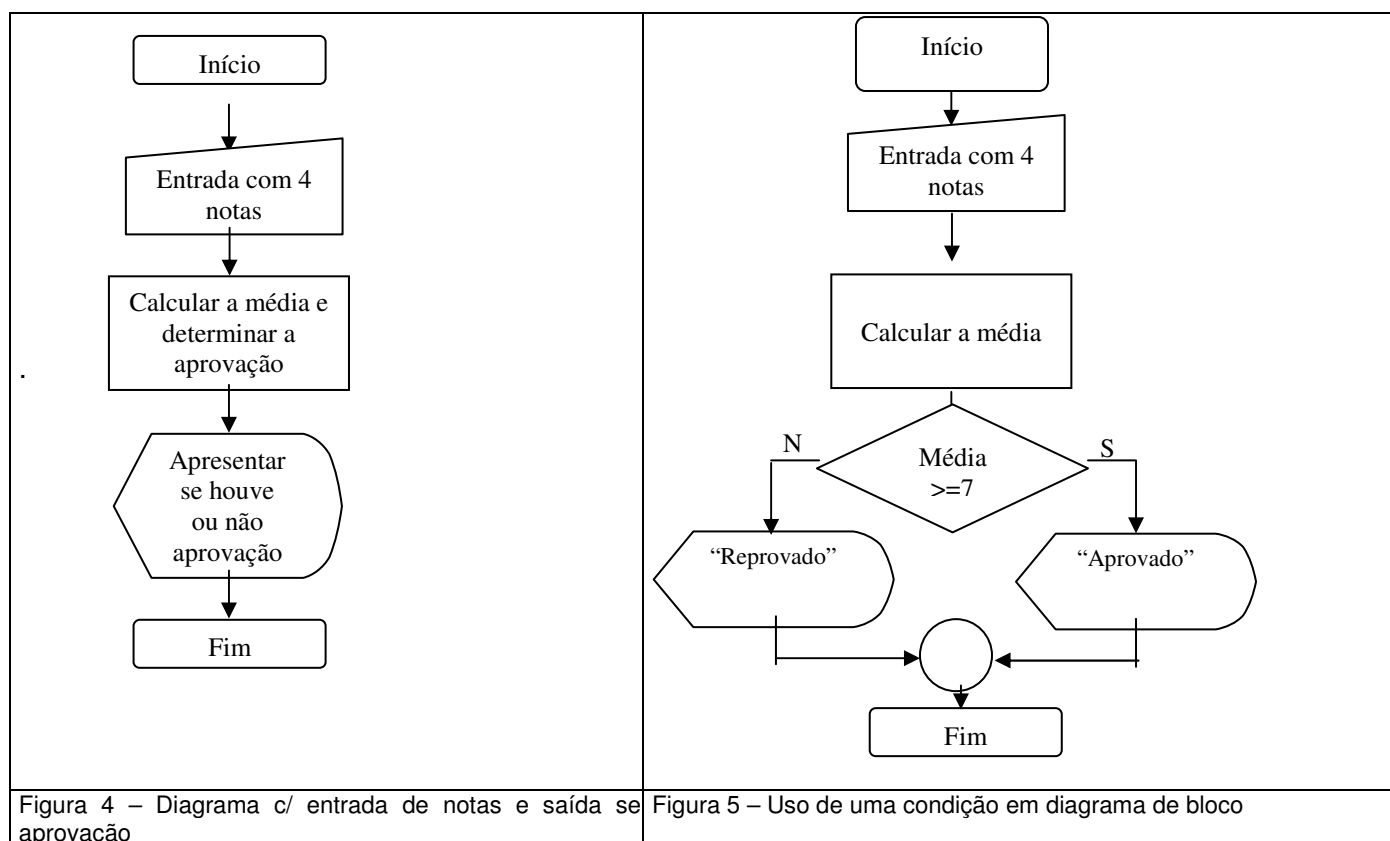 Início
Entrada com 4
notas
Calcular a média e
determinar a
aprovação
.
Apresentar
se houve
ou não
aprovação
Fim
Figura 4 – Diagrama c/ entrada de notas e saída se
aprovação
Início
Entrada com 4
notas
Calcular a média
N
Média
>=7
S
“Reprovado”
“Aprovado”
Fim
Figura 5 – Uso de uma condição em diagrama de bloco